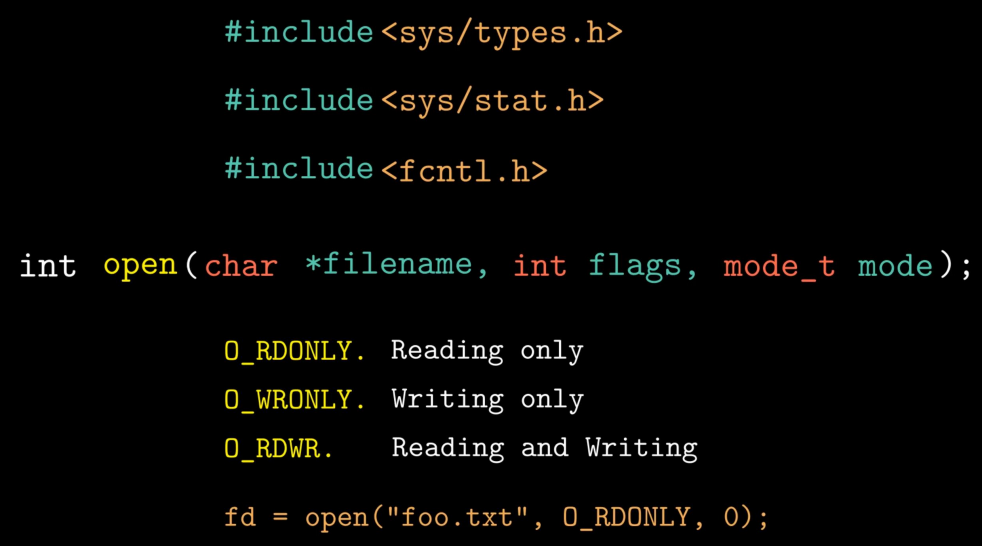 #include <sys/types.h>
#include <sys/stat.h>
#include <fcntl.h>
int open(char *filename, int flags, mode_t mode);
O_RDONLY. Reading only
O_WRONLY. Writing only
O_RDWR. Reading and Writing
fd = open("foo.txt", O_RDONLY, 0);